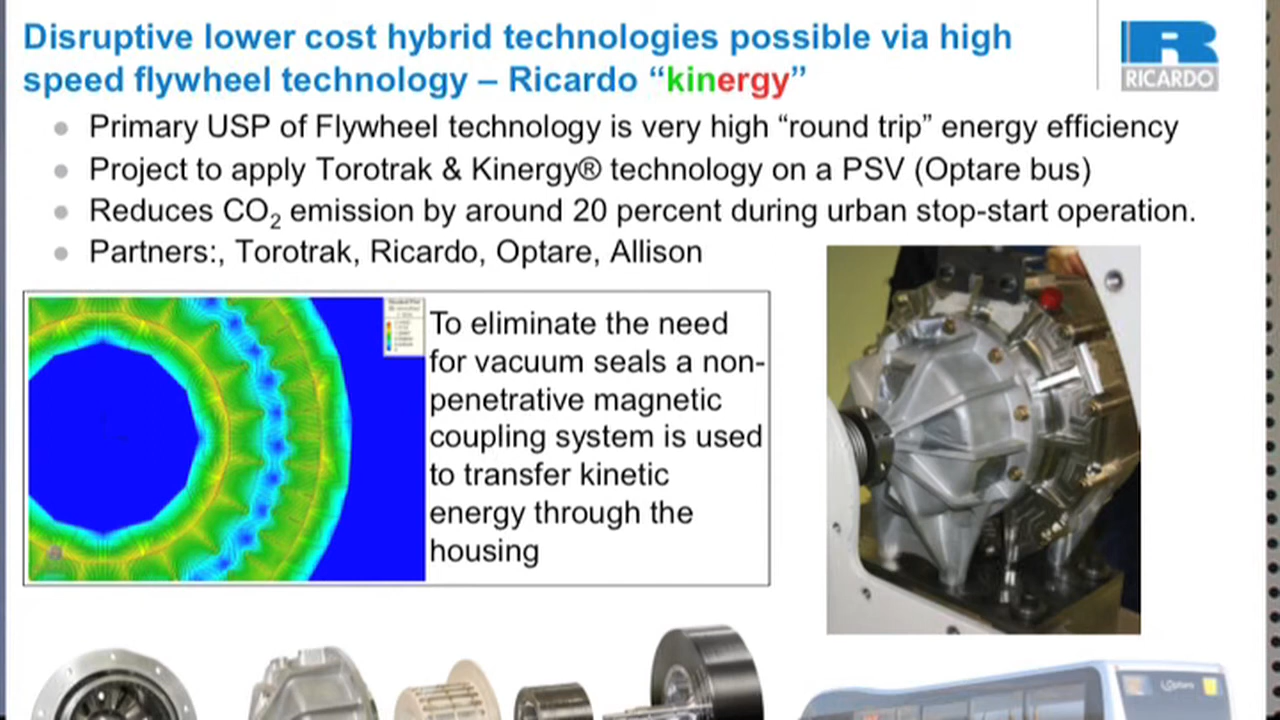 Disruptive lower cost hybrid technologies possible via high
speed flywheel technology – Ricardo “kinergy”
RICARDO
Primary USP of Flywheel technology is very high “round trip” energy efficiency
Project to apply Torotrak & Kinergy® technology on a PSV (Optare bus)
Reduces CO₂ emission by around 20 percent during urban stop-start operation.
Partners:, Torotrak, Ricardo, Optare, Allison
To eliminate the need
for vacuum seals a non-
penetrative magnetic
coupling system is used
to transfer kinetic
energy through the
housing